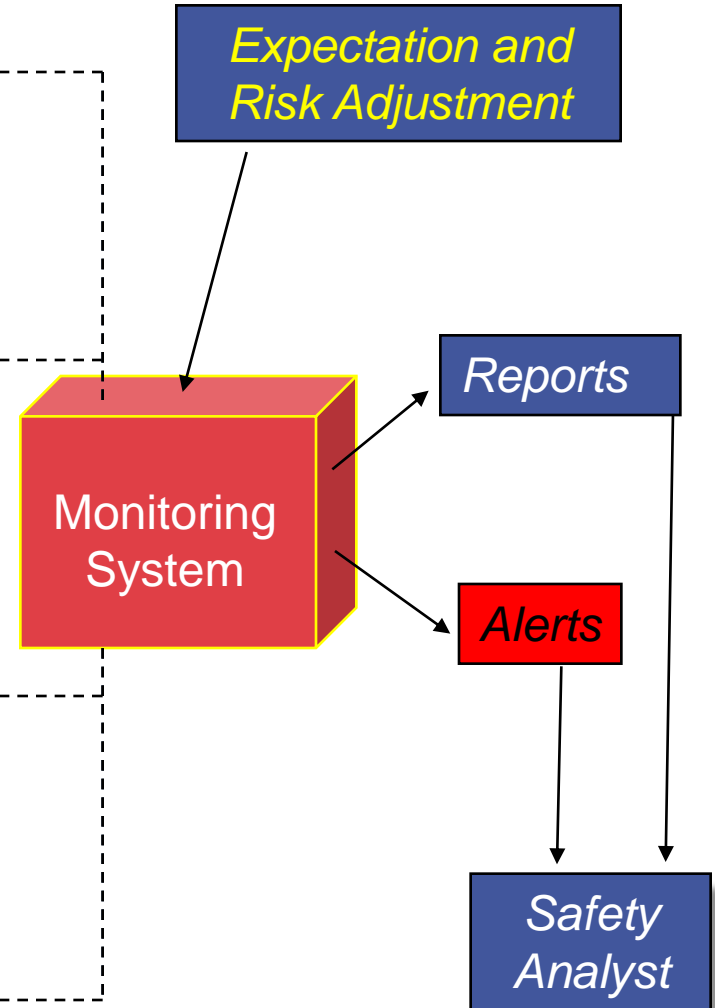 Expectation and
Risk Adjustment
Reports
Monitoring
System
Alerts
Safety
Analyst